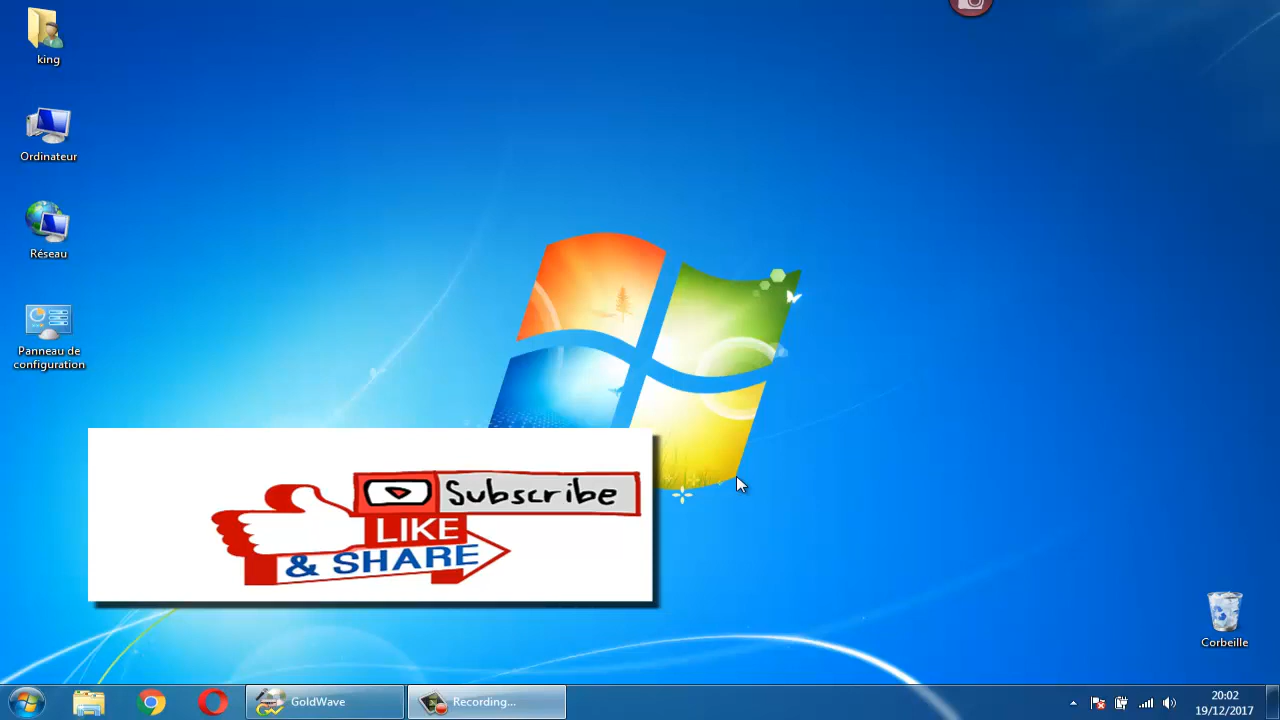 king
Ordinateur
Réseau
Panneau de
configuration
Subscribe
LIKE
& SHARE
Corbeille
GoldWave
Recording...
20:02
19/12/2017